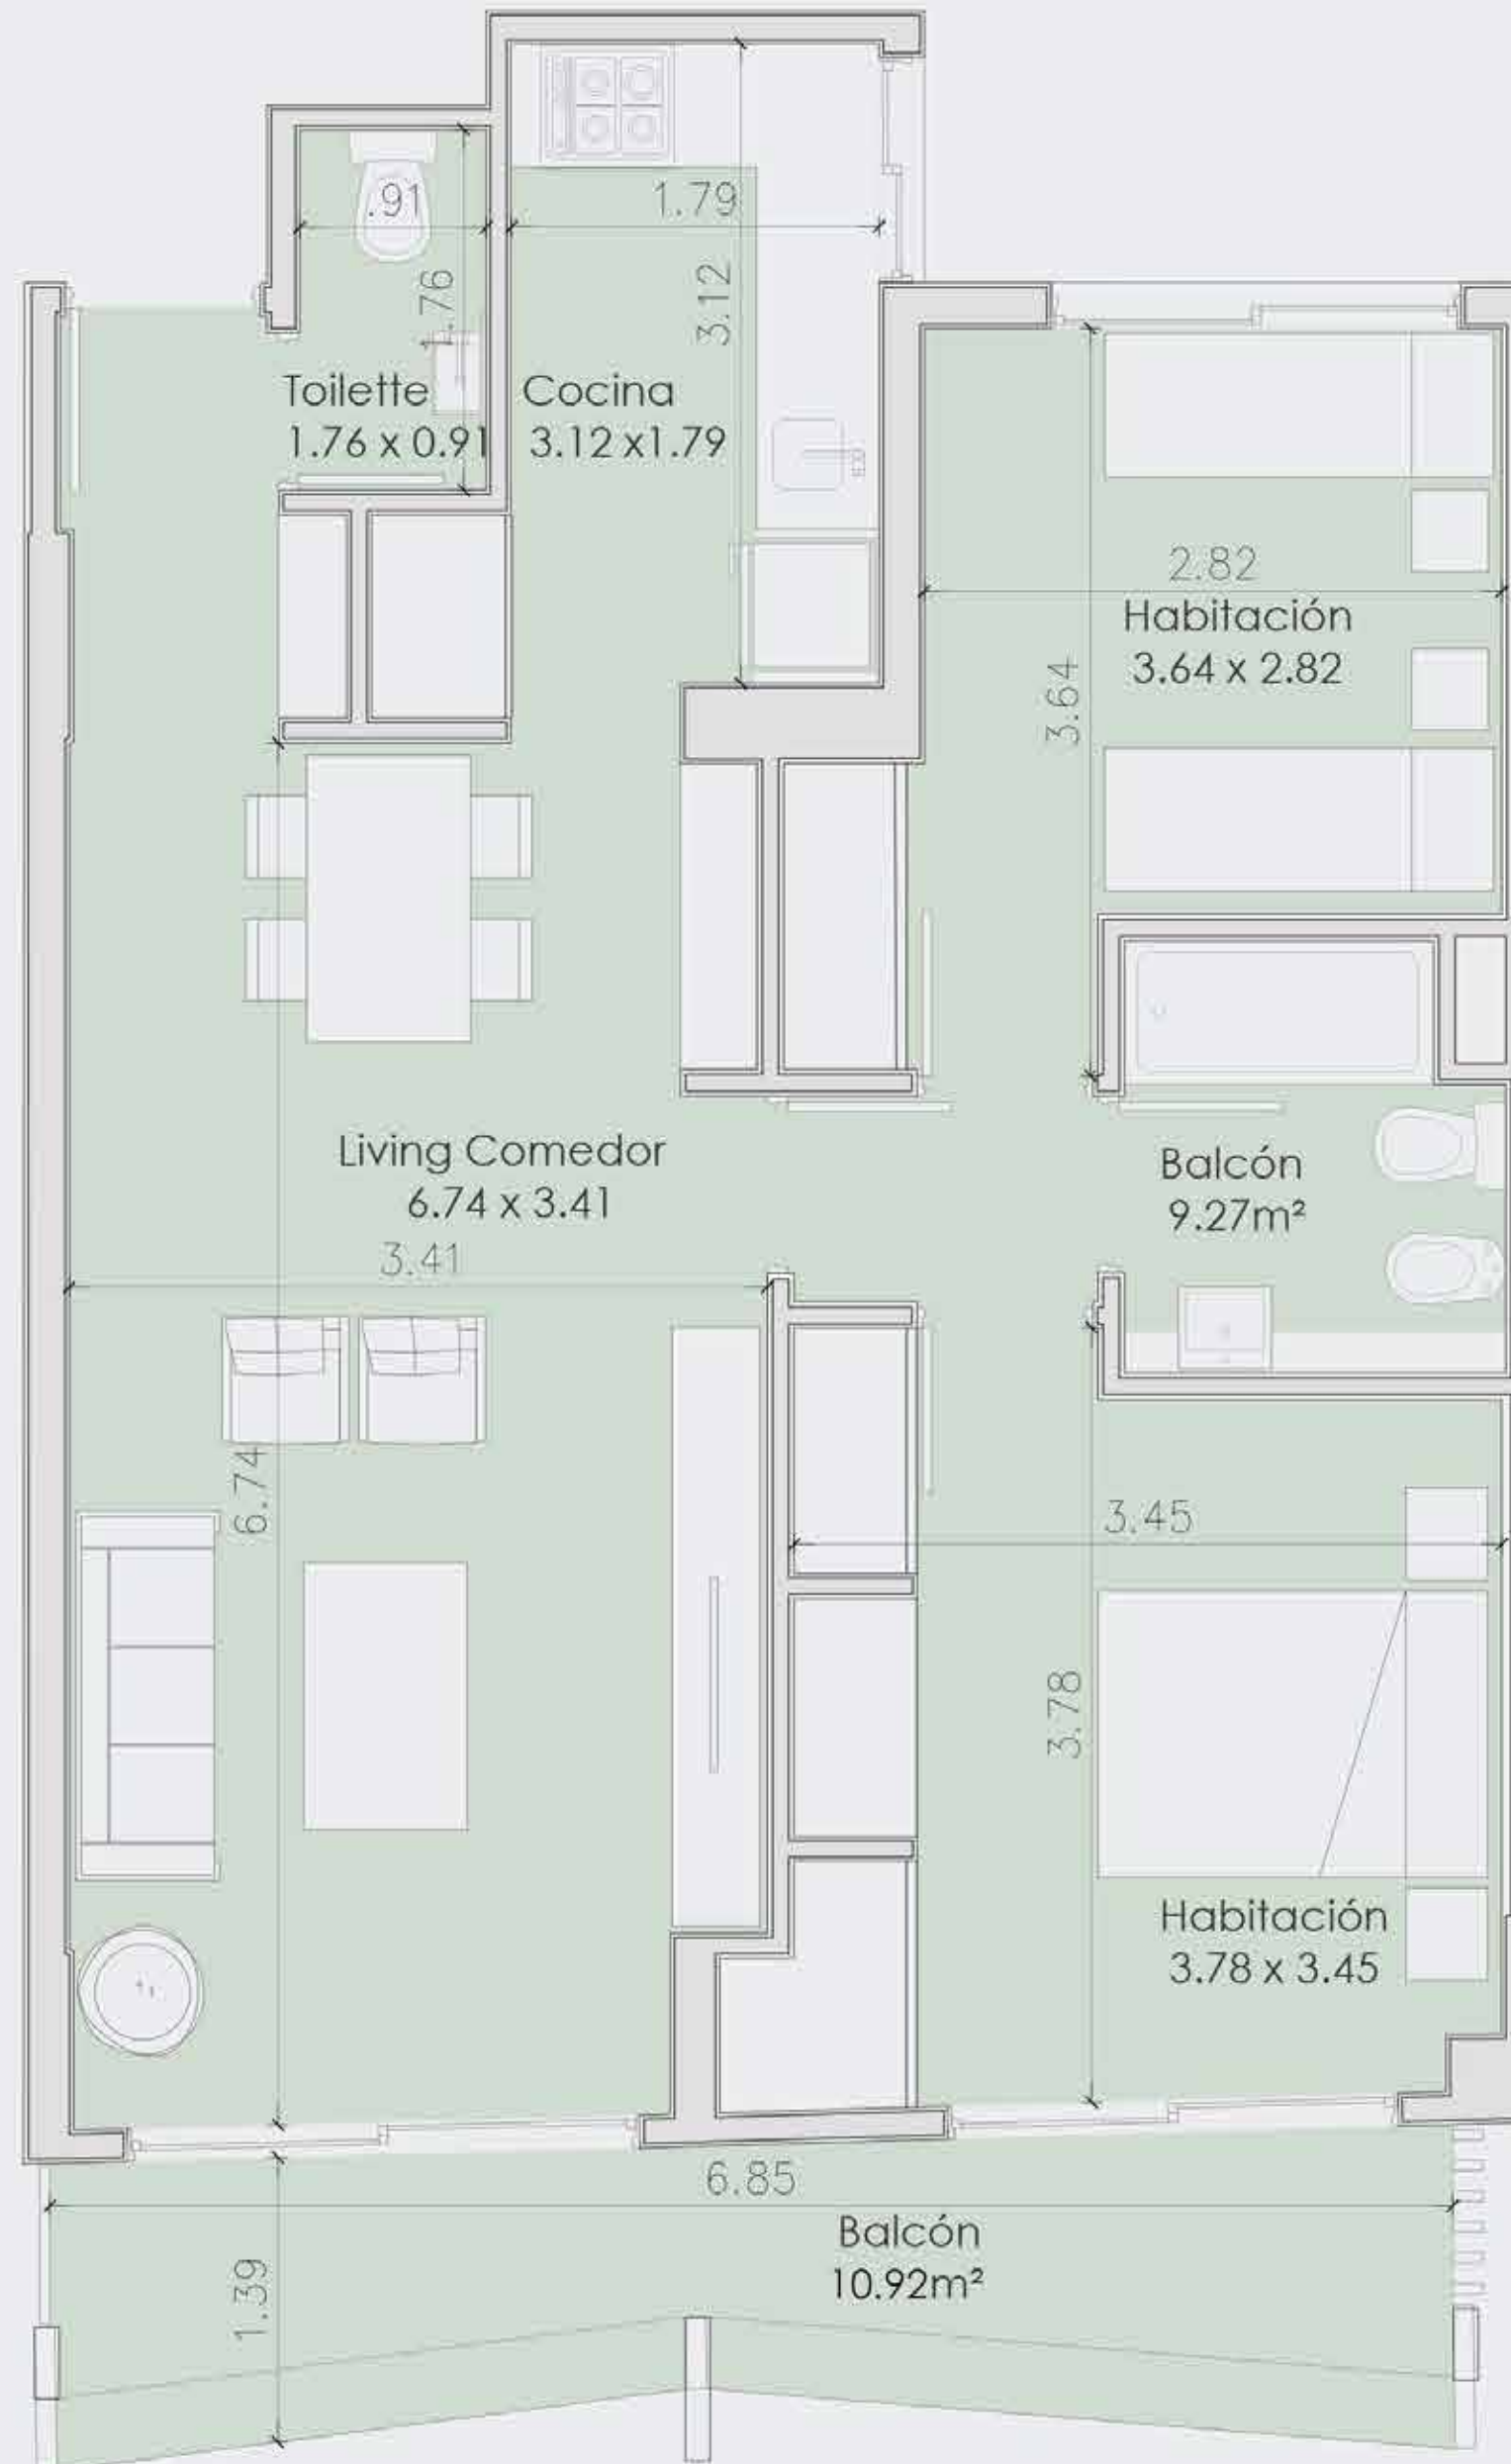 .91
1.79
1.76
3.12
Toilette
1.76 x 0.91
Cocina
3.12 x1.79
2.82
Habitación
3.64 x 2.82
3.64
Living Comedor
6.74 x 3.41
3.41
Balcón
9.27m²
6.74
3.45
3.78
Habitación
3.78 x 3.45
6.85
Balcón
10.92m²
1.39